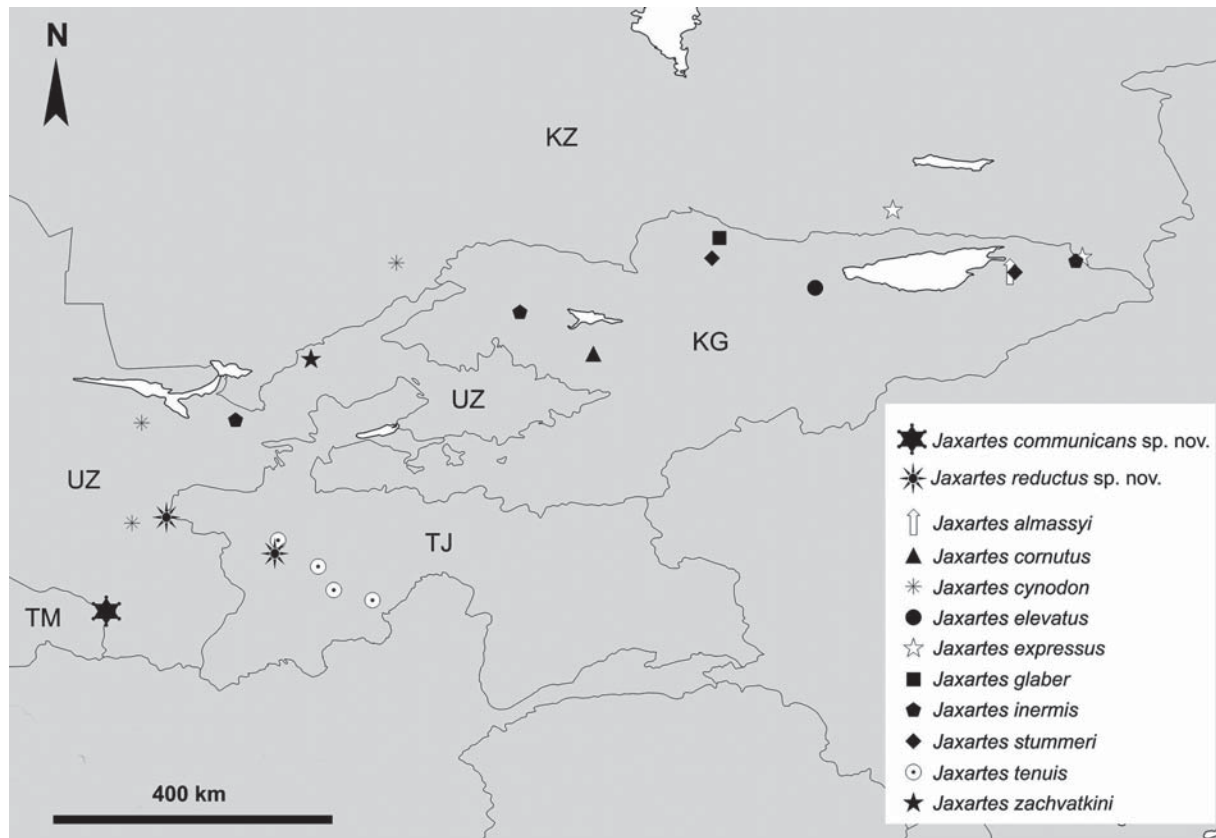 N
KZ
KG
UZ
UZ
TJ
TM
400 km
Jaxartes communicans sp. nov.
Jaxartes reductus sp. nov.
Jaxartes almassyi
Jaxartes cornutus
Jaxartes cynodon
Jaxartes elevatus
Jaxartes expressus
Jaxartes glaber
Jaxartes inermis
Jaxartes stummeri
Jaxartes tenuis
Jaxartes zachvatkini